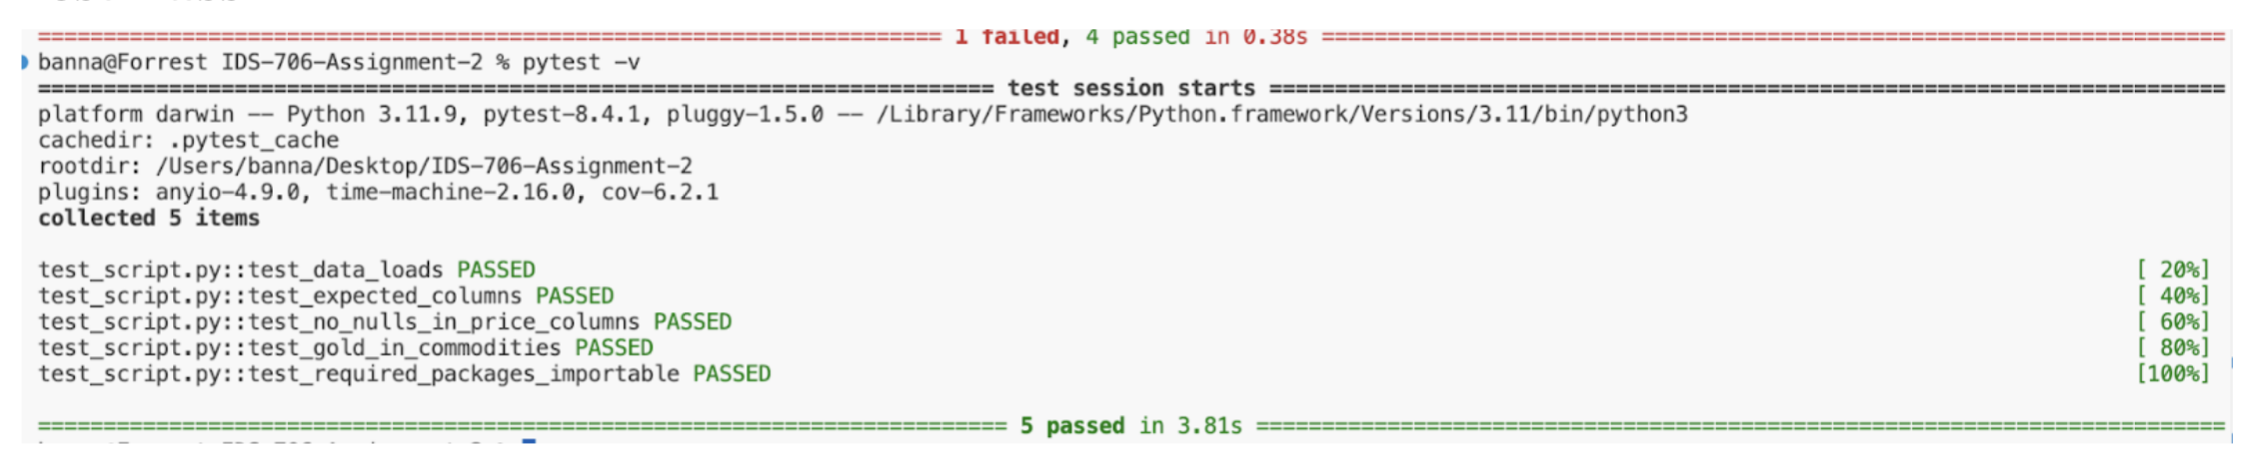 ================ 1 failed, 4 passed in 0.38s ================
banna@Forrest IDS-706-Assignment-2 % pytest -v
================ test session starts ================
platform darwin -- Python 3.11.9, pytest-8.4.1, pluggy-1.5.0 -- /Library/Frameworks/Python.framework/Versions/3.11/bin/python3
cachedir: .pytest_cache
rootdir: /Users/banna/Desktop/IDS-706-Assignment-2
plugins: anyio-4.9.0, time-machine-2.16.0, cov-6.2.1
collected 5 items
test_script.py::test_data_loads PASSED [ 20%]
test_script.py::test_expected_columns PASSED [ 40%]
test_script.py::test_no_nulls_in_price_columns PASSED [ 60%]
test_script.py::test_gold_in_commodities PASSED [ 80%]
test_script.py::test_required_packages_importable PASSED [100%]
================ 5 passed in 3.81s ================